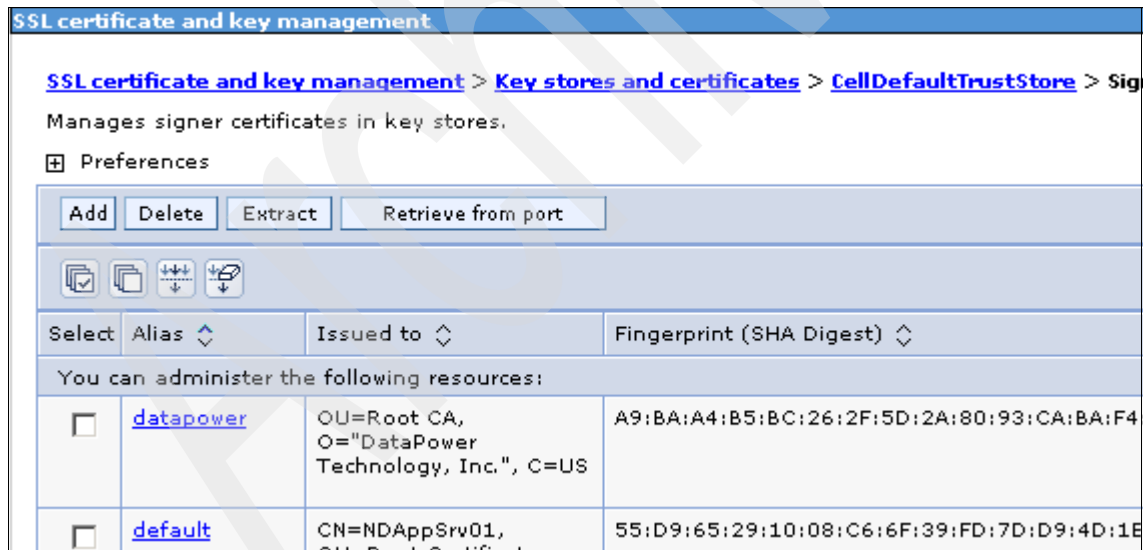 SSL certificate and key management
SSL certificate and key management > Key stores and certificates > CellDefaultTrustStore > Sig
Manages signer certificates in key stores.
Preferences
Add Delete Extract Retrieve from port
Select Alias Issued to Fingerprint (SHA Digest)
You can administer the following resources:
datapower OU=Root CA, A9:BA:A4:B5:BC:26:2F:5D:2A:80:93:CA:BA:F4
O="DataPower
Technology, Inc.", C=US
default CN=NDAppSrv01, 55:D9:65:29:10:08:C6:6F:39:FD:7D:D9:4D:1E